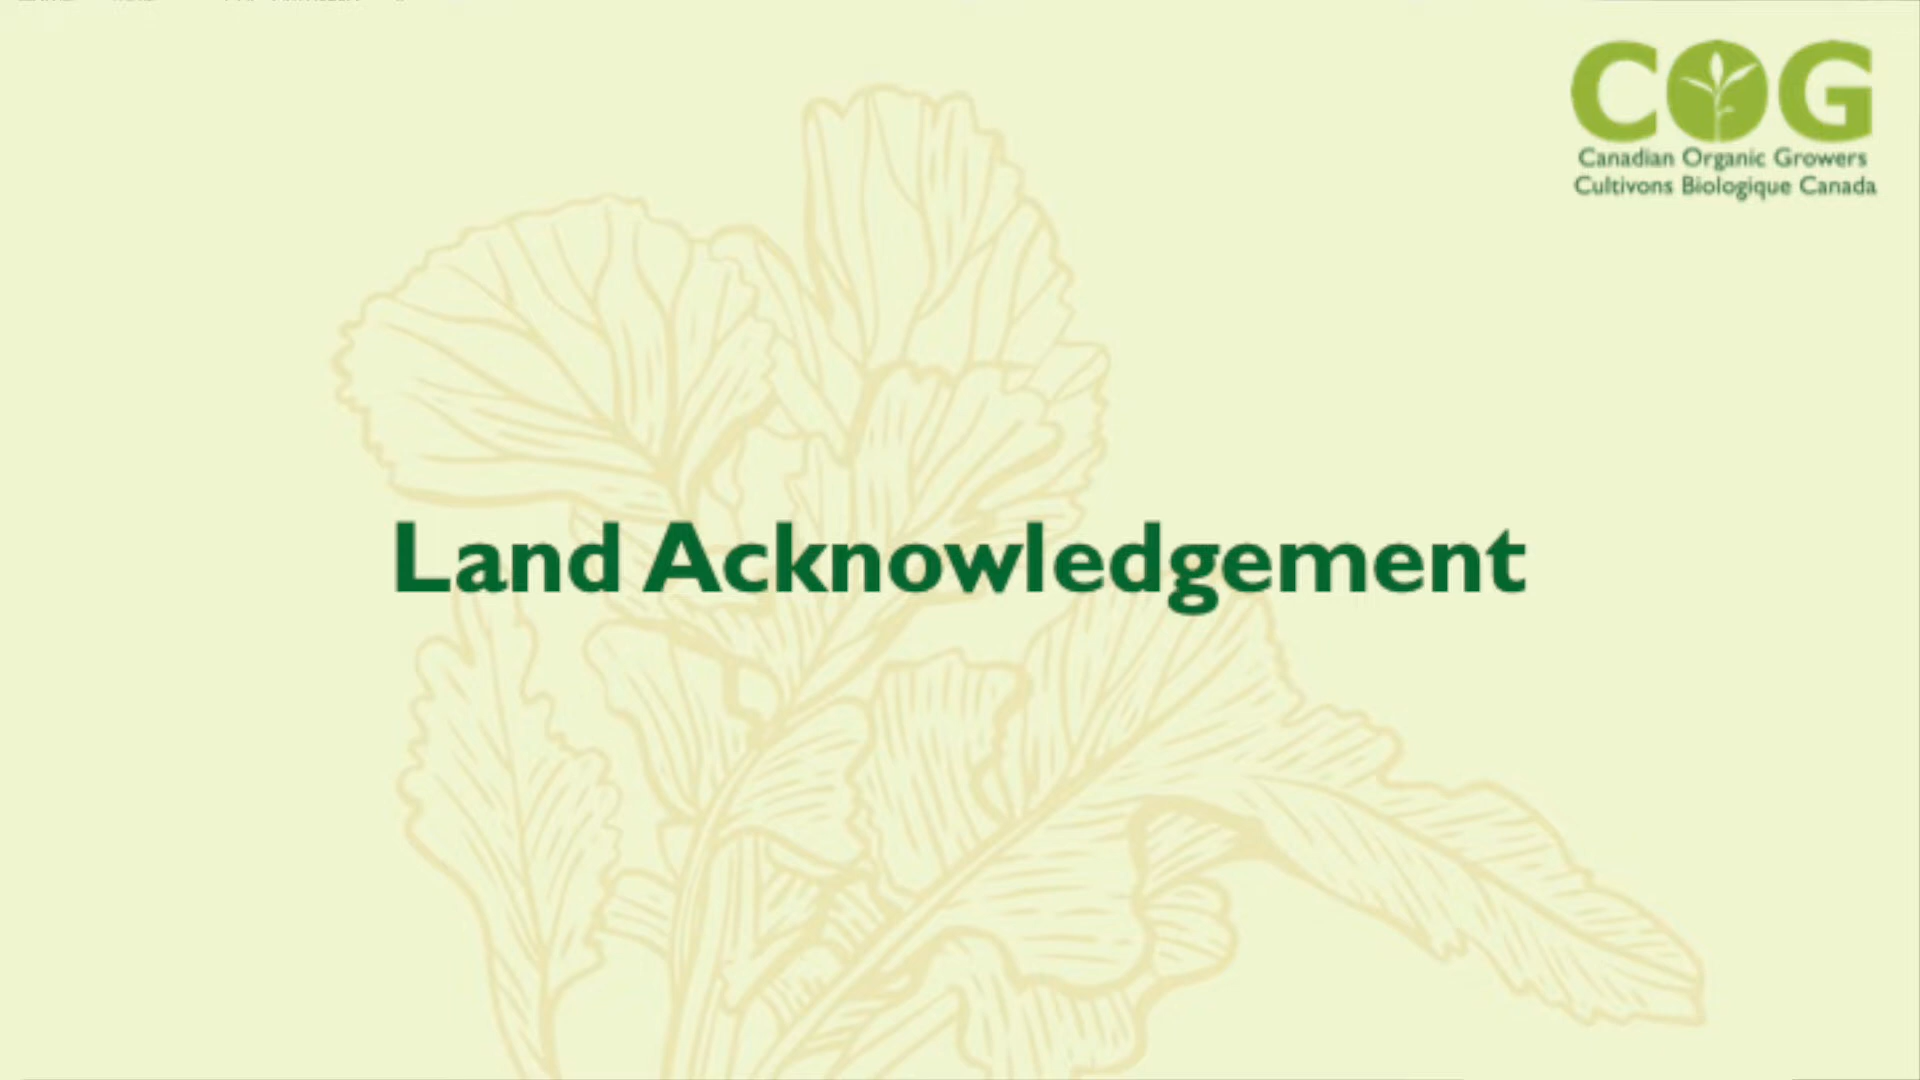 COG
Canadian Organic Growers
Cultivons Biologique Canada
Land Acknowledgement